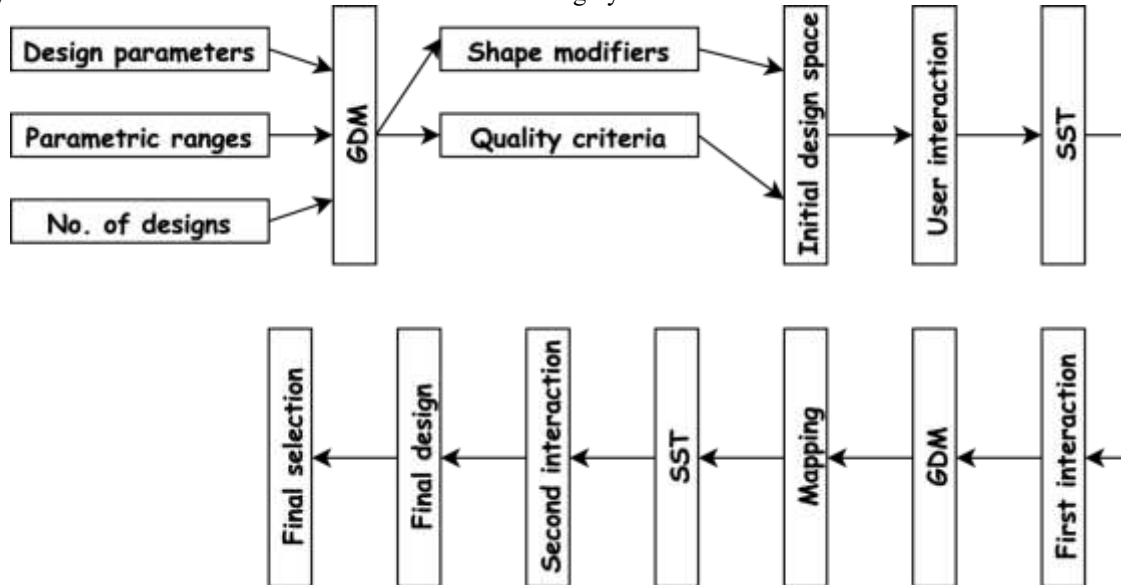 Design parameters
Parametric ranges
No. of designs
GDM
Shape modifiers
Quality criteria
Initial design space
User interaction
SST
First interaction
GDM
Mapping
SST
Second interaction
Final design
Final selection